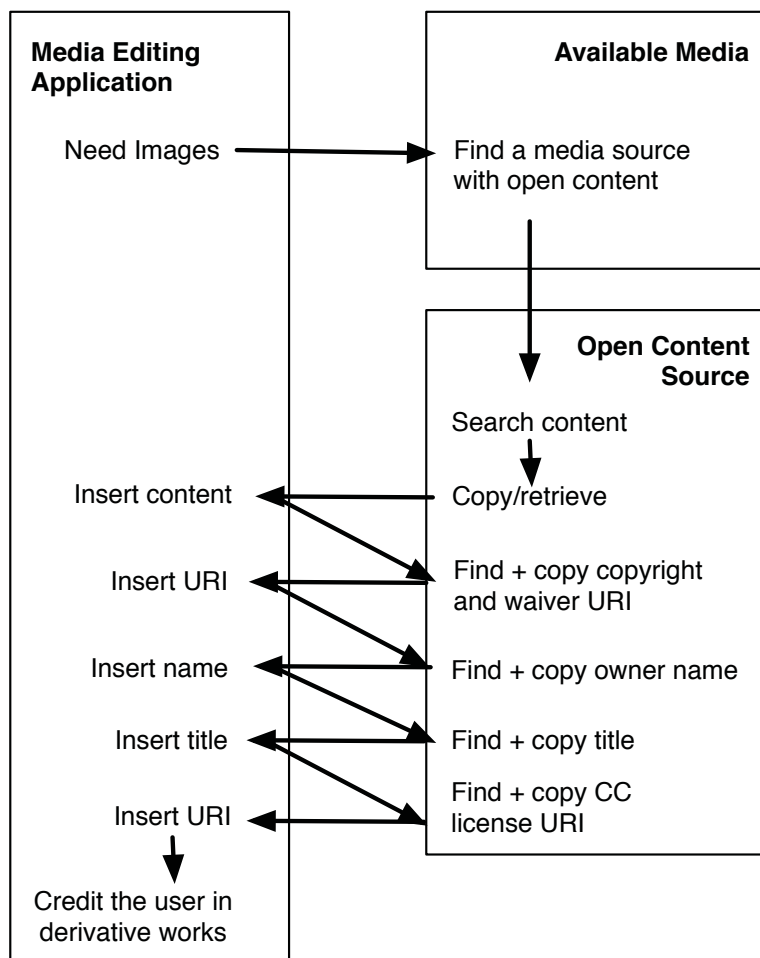 Media Editing
Application
Available Media
Need Images
Find a media source
with open content
Open Content
Source
Search content
Insert content
Copy/retrieve
Insert URI
Find + copy copyright
and waiver URI
Insert name
Find + copy owner name
Insert title
Find + copy title
Insert URI
Find + copy CC
license URI
Credit the user in
derivative works